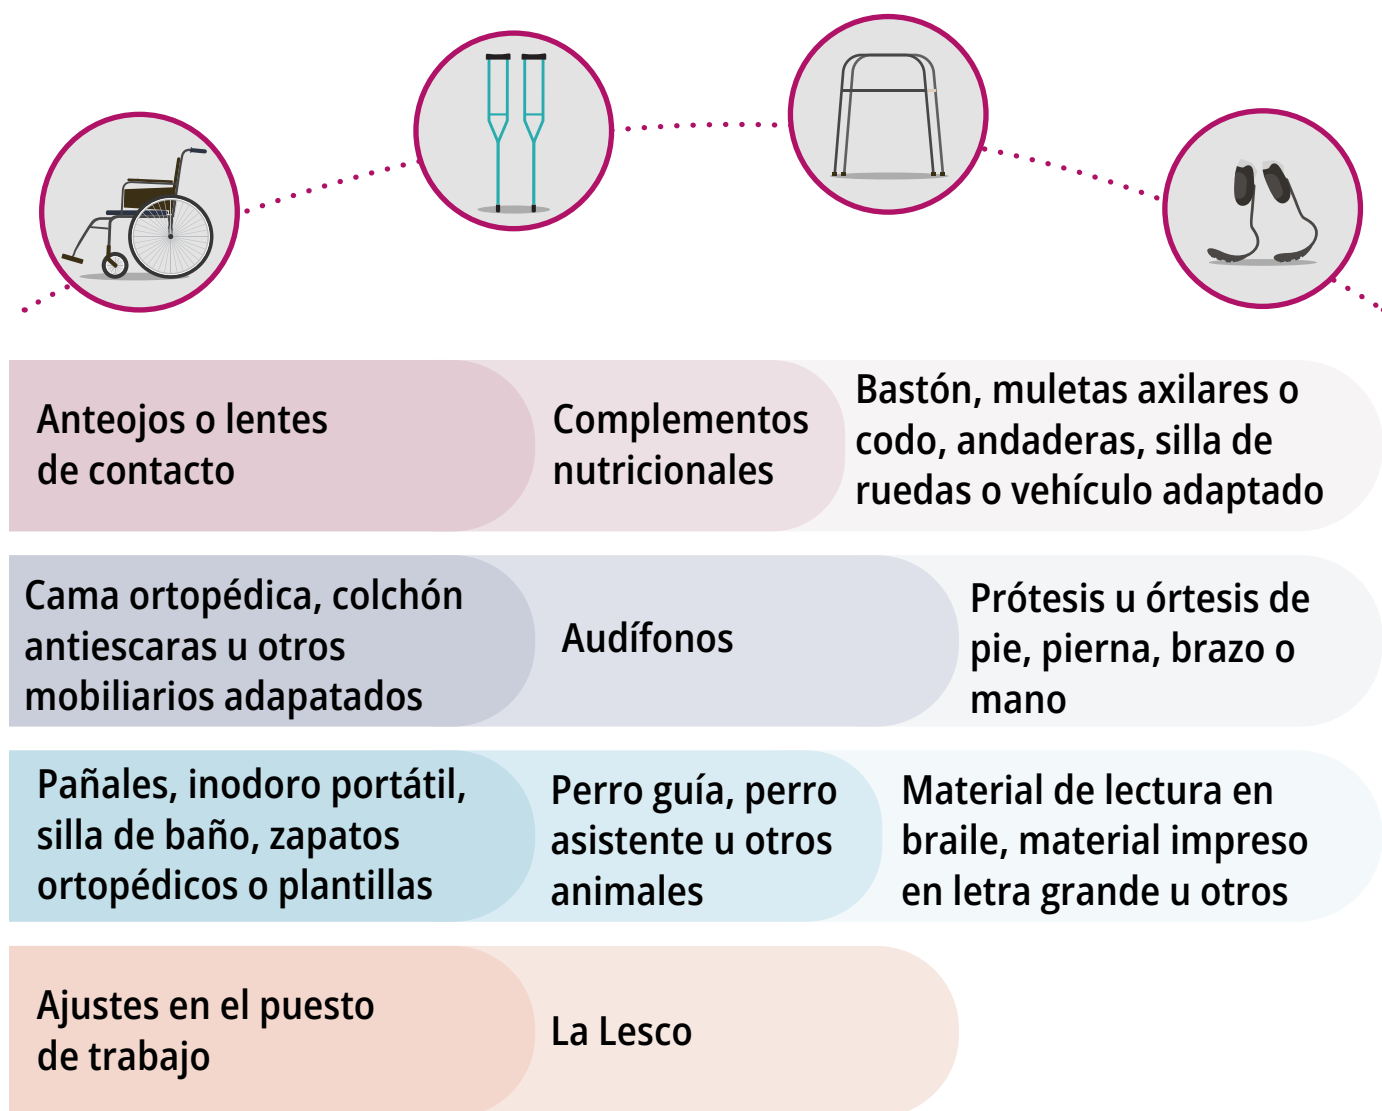 Anteojos o lentes
de contacto
Complementos
nutricionales
Bastón, muletas axilares o
codo, andaderas, silla de
ruedas o vehículo adaptado
Cama ortopédica, colchón
antiescaras u otros
mobiliarios adapatados
Audífonos
Prótesis u órtesis de
pie, pierna, brazo o
mano
Pañales, inodoro portátil,
silla de baño, zapatos
ortopédicos o plantillas
Perro guía, perro
asistente u otros
animales
Material de lectura en
braile, material impreso
en letra grande u otros
Ajustes en el puesto
de trabajo
La Lesco